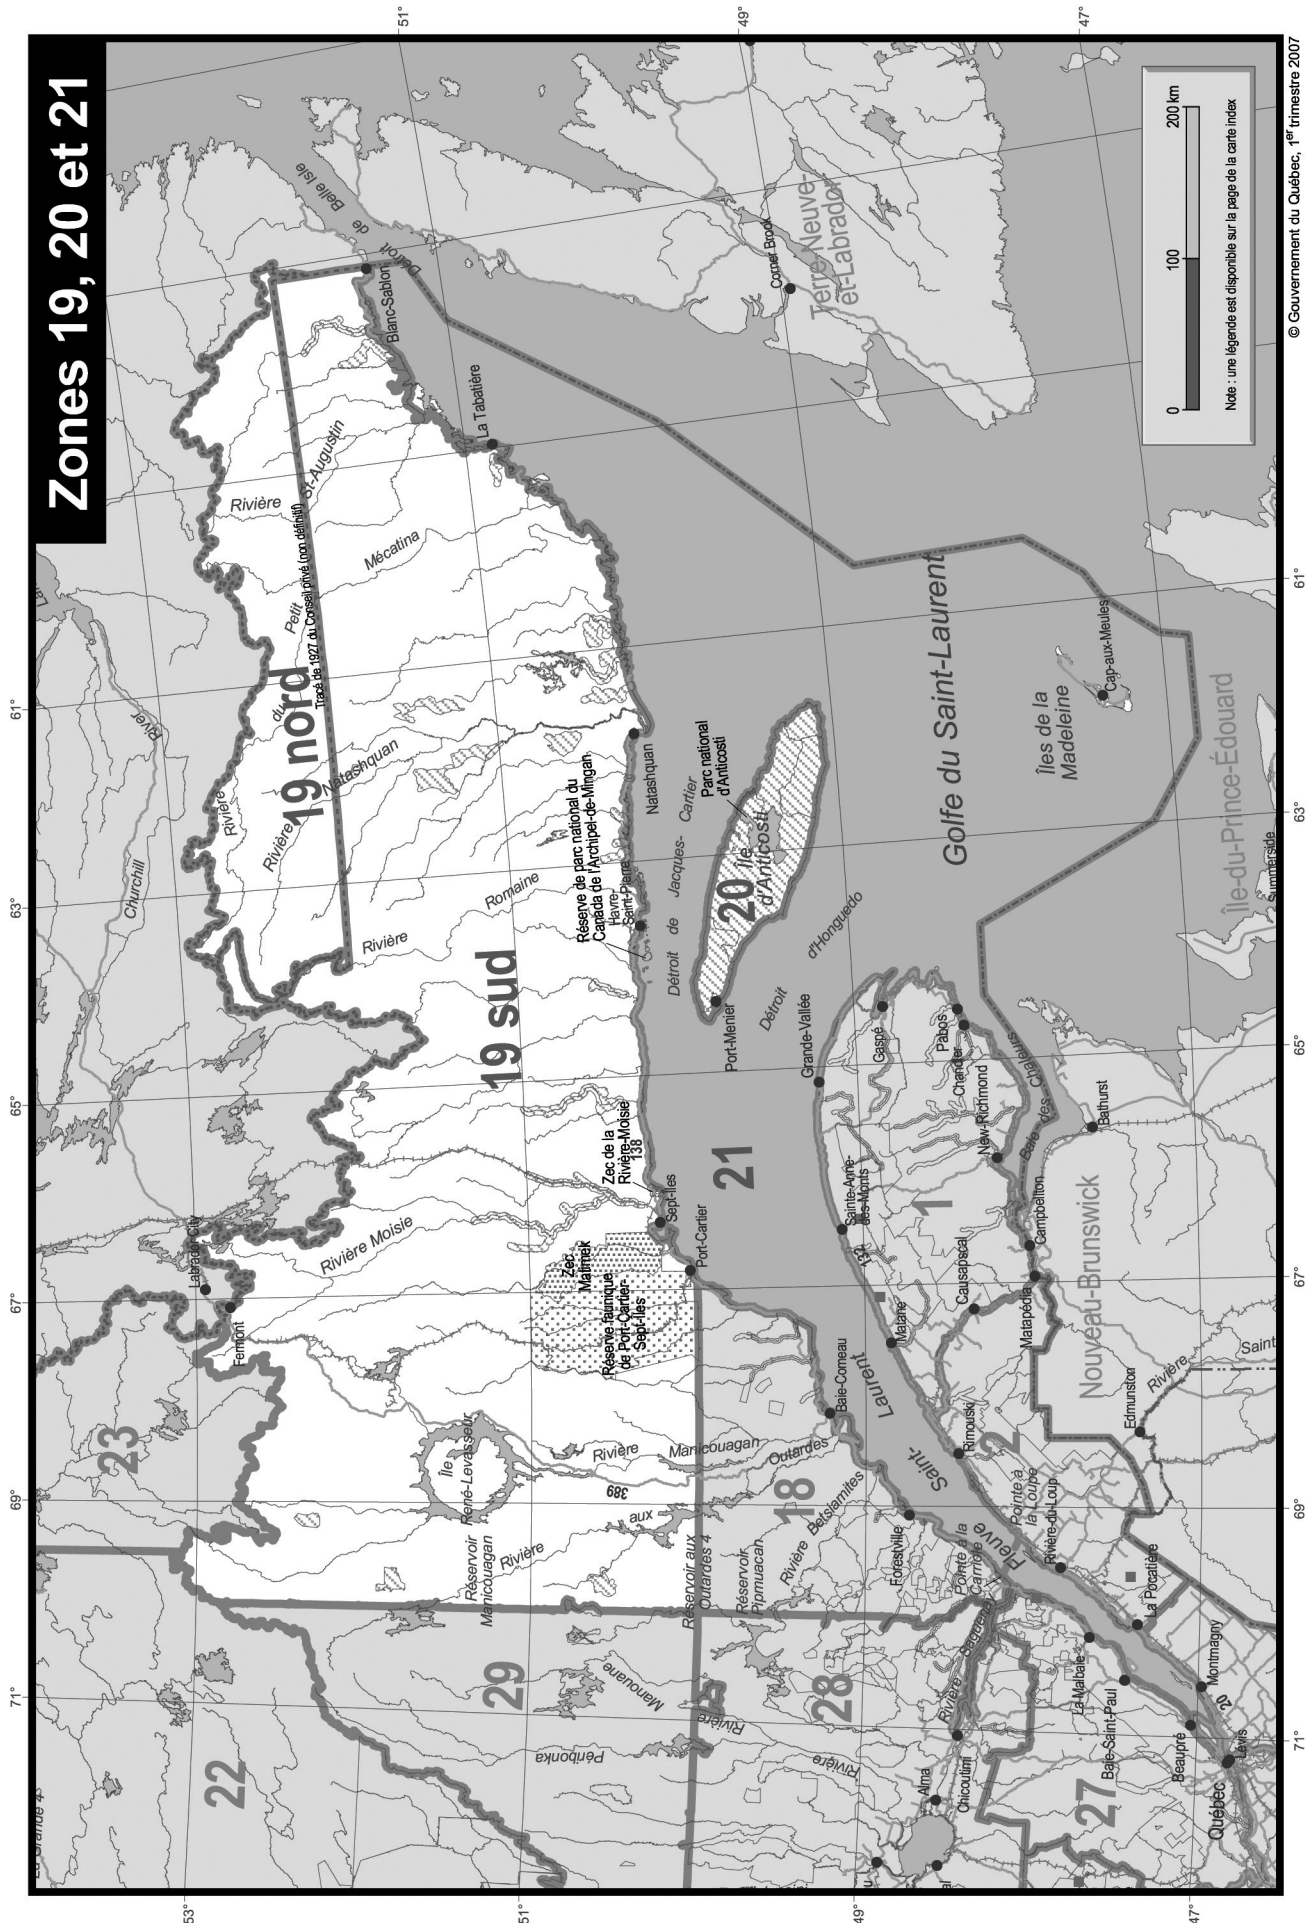 Zones 19, 20 et 21
51°
49°
47°
© Gouvernement du Québec, 1er trimestre 2007
0
100
200 km
Note : une légende est disponible sur la page de la carte index
Détroit de Belle Isle
Blanc-Sablon
La Tabatière
Corner Brook
Terre-Neuve-
et-Labrador
Rivière
St-Augustin
Mécatina
Petit
du
Rivière
Tracé de 1927 du Conseil privé (non définitif)
19 nord
Rivière
Natashquan
Churchill
River
Rivière
Romaine
19 sud
Réserve de parc national du
Canada de l'Archipel-de-Mingan
Havre-
Saint-Pierre
Natashquan
Détroit de Jacques-Cartier
Parc national
d'Anticosti
20
Île
d'Anticosti
Port-Menier
Détroit
d'Honguedo
Golfe du Saint-Laurent
Îles de la
Madeleine
Cap-aux-Meules
Île-du-Prince-Édouard
Summerside
61°
63°
65°
67°
69°
71°
61°
63°
65°
67°
69°
71°
Labrador City
Fermont
Rivière Moisie
Zec de la
Rivière-Moisie
138
Sept-Îles
Port-Cartier
Zec
Matimek
Réserve faunique
de Port-Cartier-
Sept-Îles
21
Grande-Vallée
Gaspé
Pabos
Chandler
New-Richmond
Baie des Chaleurs
Bathurst
Sainte-Anne-
des-Monts
1
132
Matane
Causapscal
Campbellton
Matapédia
Nouveau-Brunswick
Edmunston
Rivière
Saint
Baie-Comeau
Fleuve Saint-Laurent
Rimouski
2
Pointe à
la Loupe
Rivière-du-Loup
23
Île
René-Levasseur
Réservoir
Manicouagan
389
Rivière
Manicouagan
Rivière
aux
Outardes
Réservoir aux
Outardes 4
18
Rivière Betsiamites
Réservoir
Pipmuacan
Forestville
Pointe à la
Carriole
Rivière Saguenay
La Pocatière
La Malbaie
Baie-Saint-Paul
Montmagny
Beaupré
20
Lévis
Québec
27
28
29
22
Manouane
Rivière
Péribonka
Rivière
Alma
Chicoutimi
La Grande 4
53°
51°
49°
47°